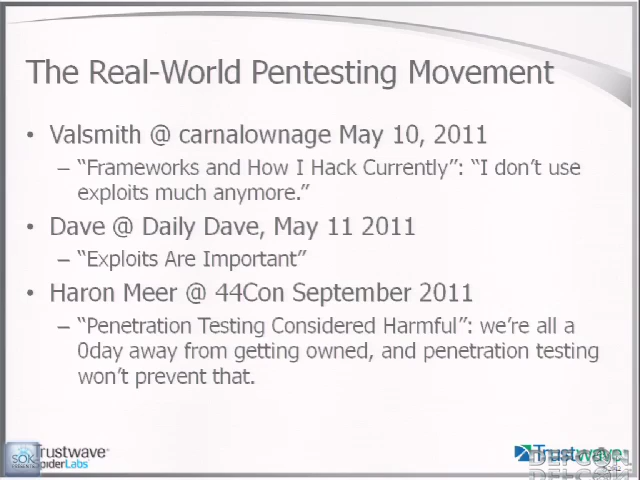 The Real-World Pentesting Movement
• Valsmith @ carnalownage May 10, 2011
– “Frameworks and How I Hack Currently”: “I don’t use
exploits much anymore.”
• Dave @ Daily Dave, May 11 2011
– “Exploits Are Important”
• Haron Meer @ 44Con September 2011
– “Penetration Testing Considered Harmful”: we’re all a
0day away from getting owned, and penetration testing
won’t prevent that.
SOK
Trustwave
SpiderLabs
Trustwave
DEFCON